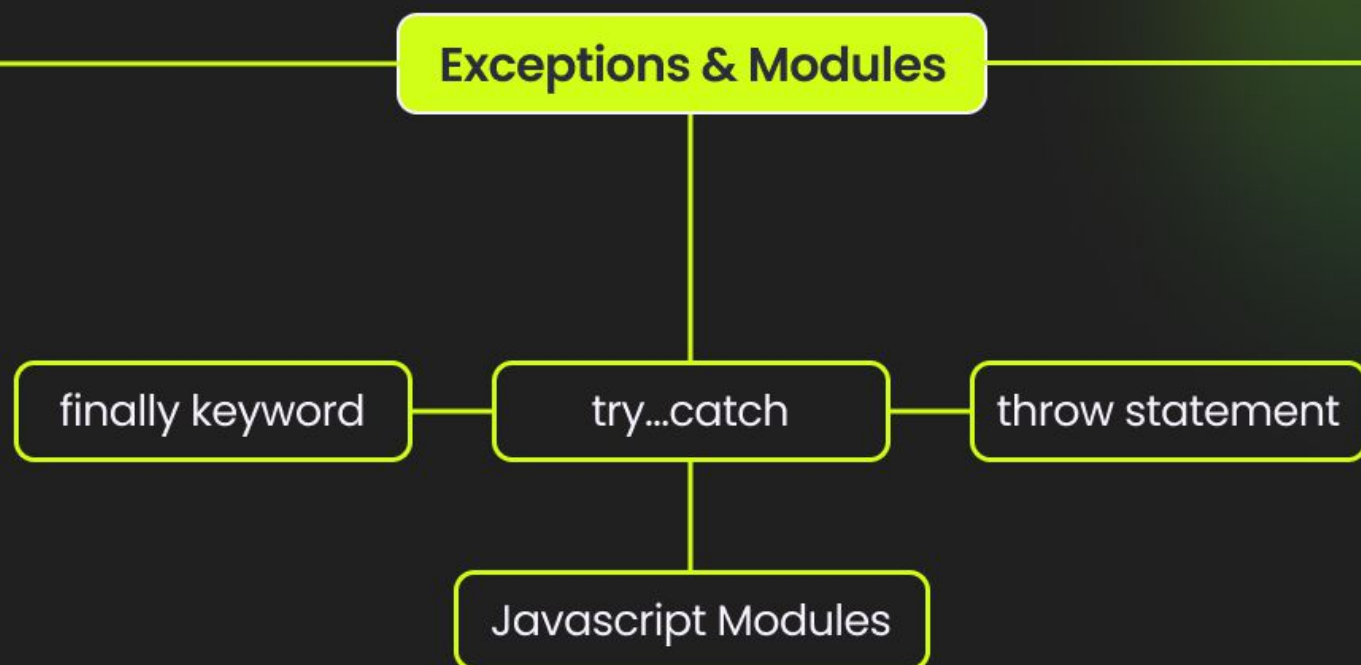 Exceptions & Modules
finally keyword
try...catch
throw statement
Javascript Modules